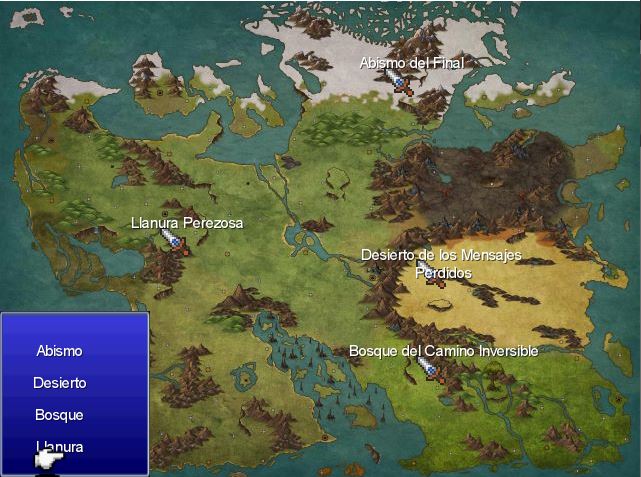 Abismo del Final
Llanura Perezosa
Desierto de los Mensajes
Perdidos
Bosque del Camino Inversible
Abismo
Desierto
Bosque
Llanura